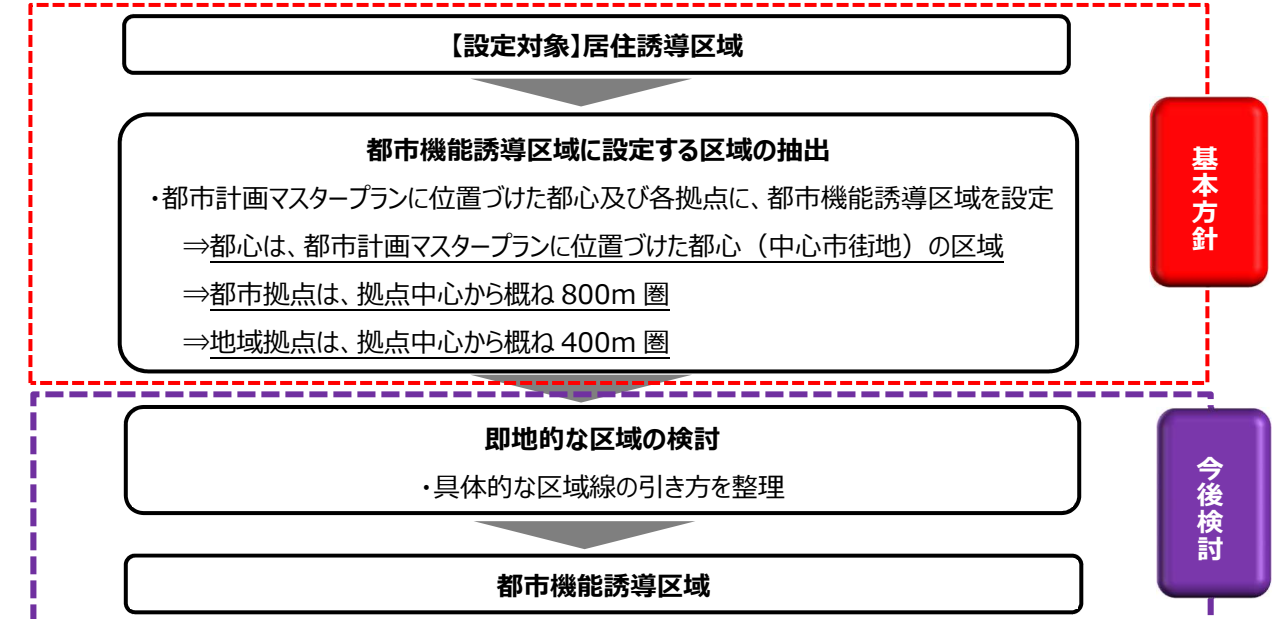 【設定対象】居住誘導区域
都市機能誘導区域に設定する区域の抽出
・都市計画マスタープランに位置づけた都心及び各拠点に、都市機能誘導区域を設定
⇒都心は、都市計画マスタープランに位置づけた都心（中心市街地）の区域
⇒都市拠点は、拠点中心から概ね 800m 圏
⇒地域拠点は、拠点中心から概ね 400m 圏
基本方針
即地的な区域の検討
・具体的な区域線の引き方を整理
今後検討
都市機能誘導区域